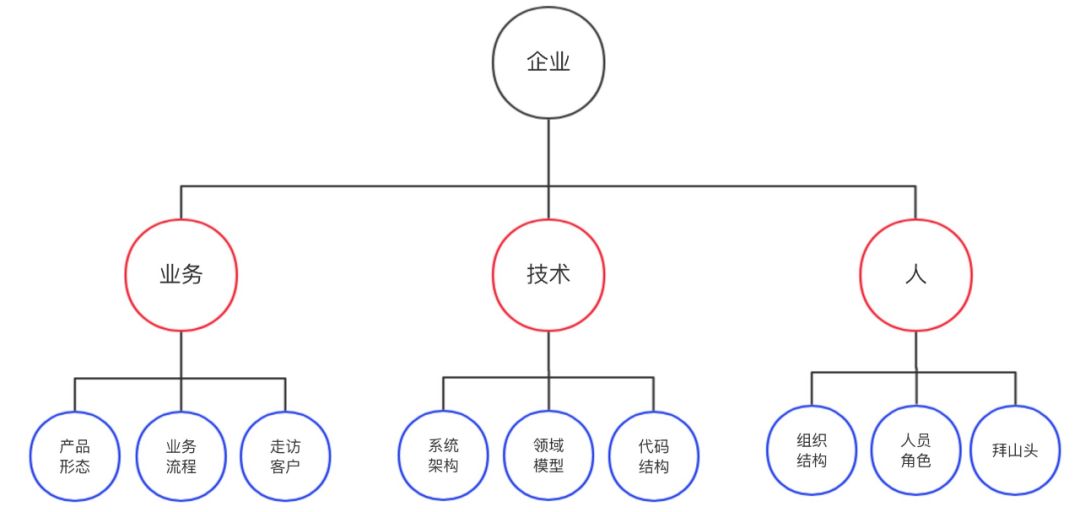 企业
业务
技术
人
产品
形态
业务
流程
走访
客户
系统
架构
领域
模型
代码
结构
组织
结构
人员
角色
拜山头